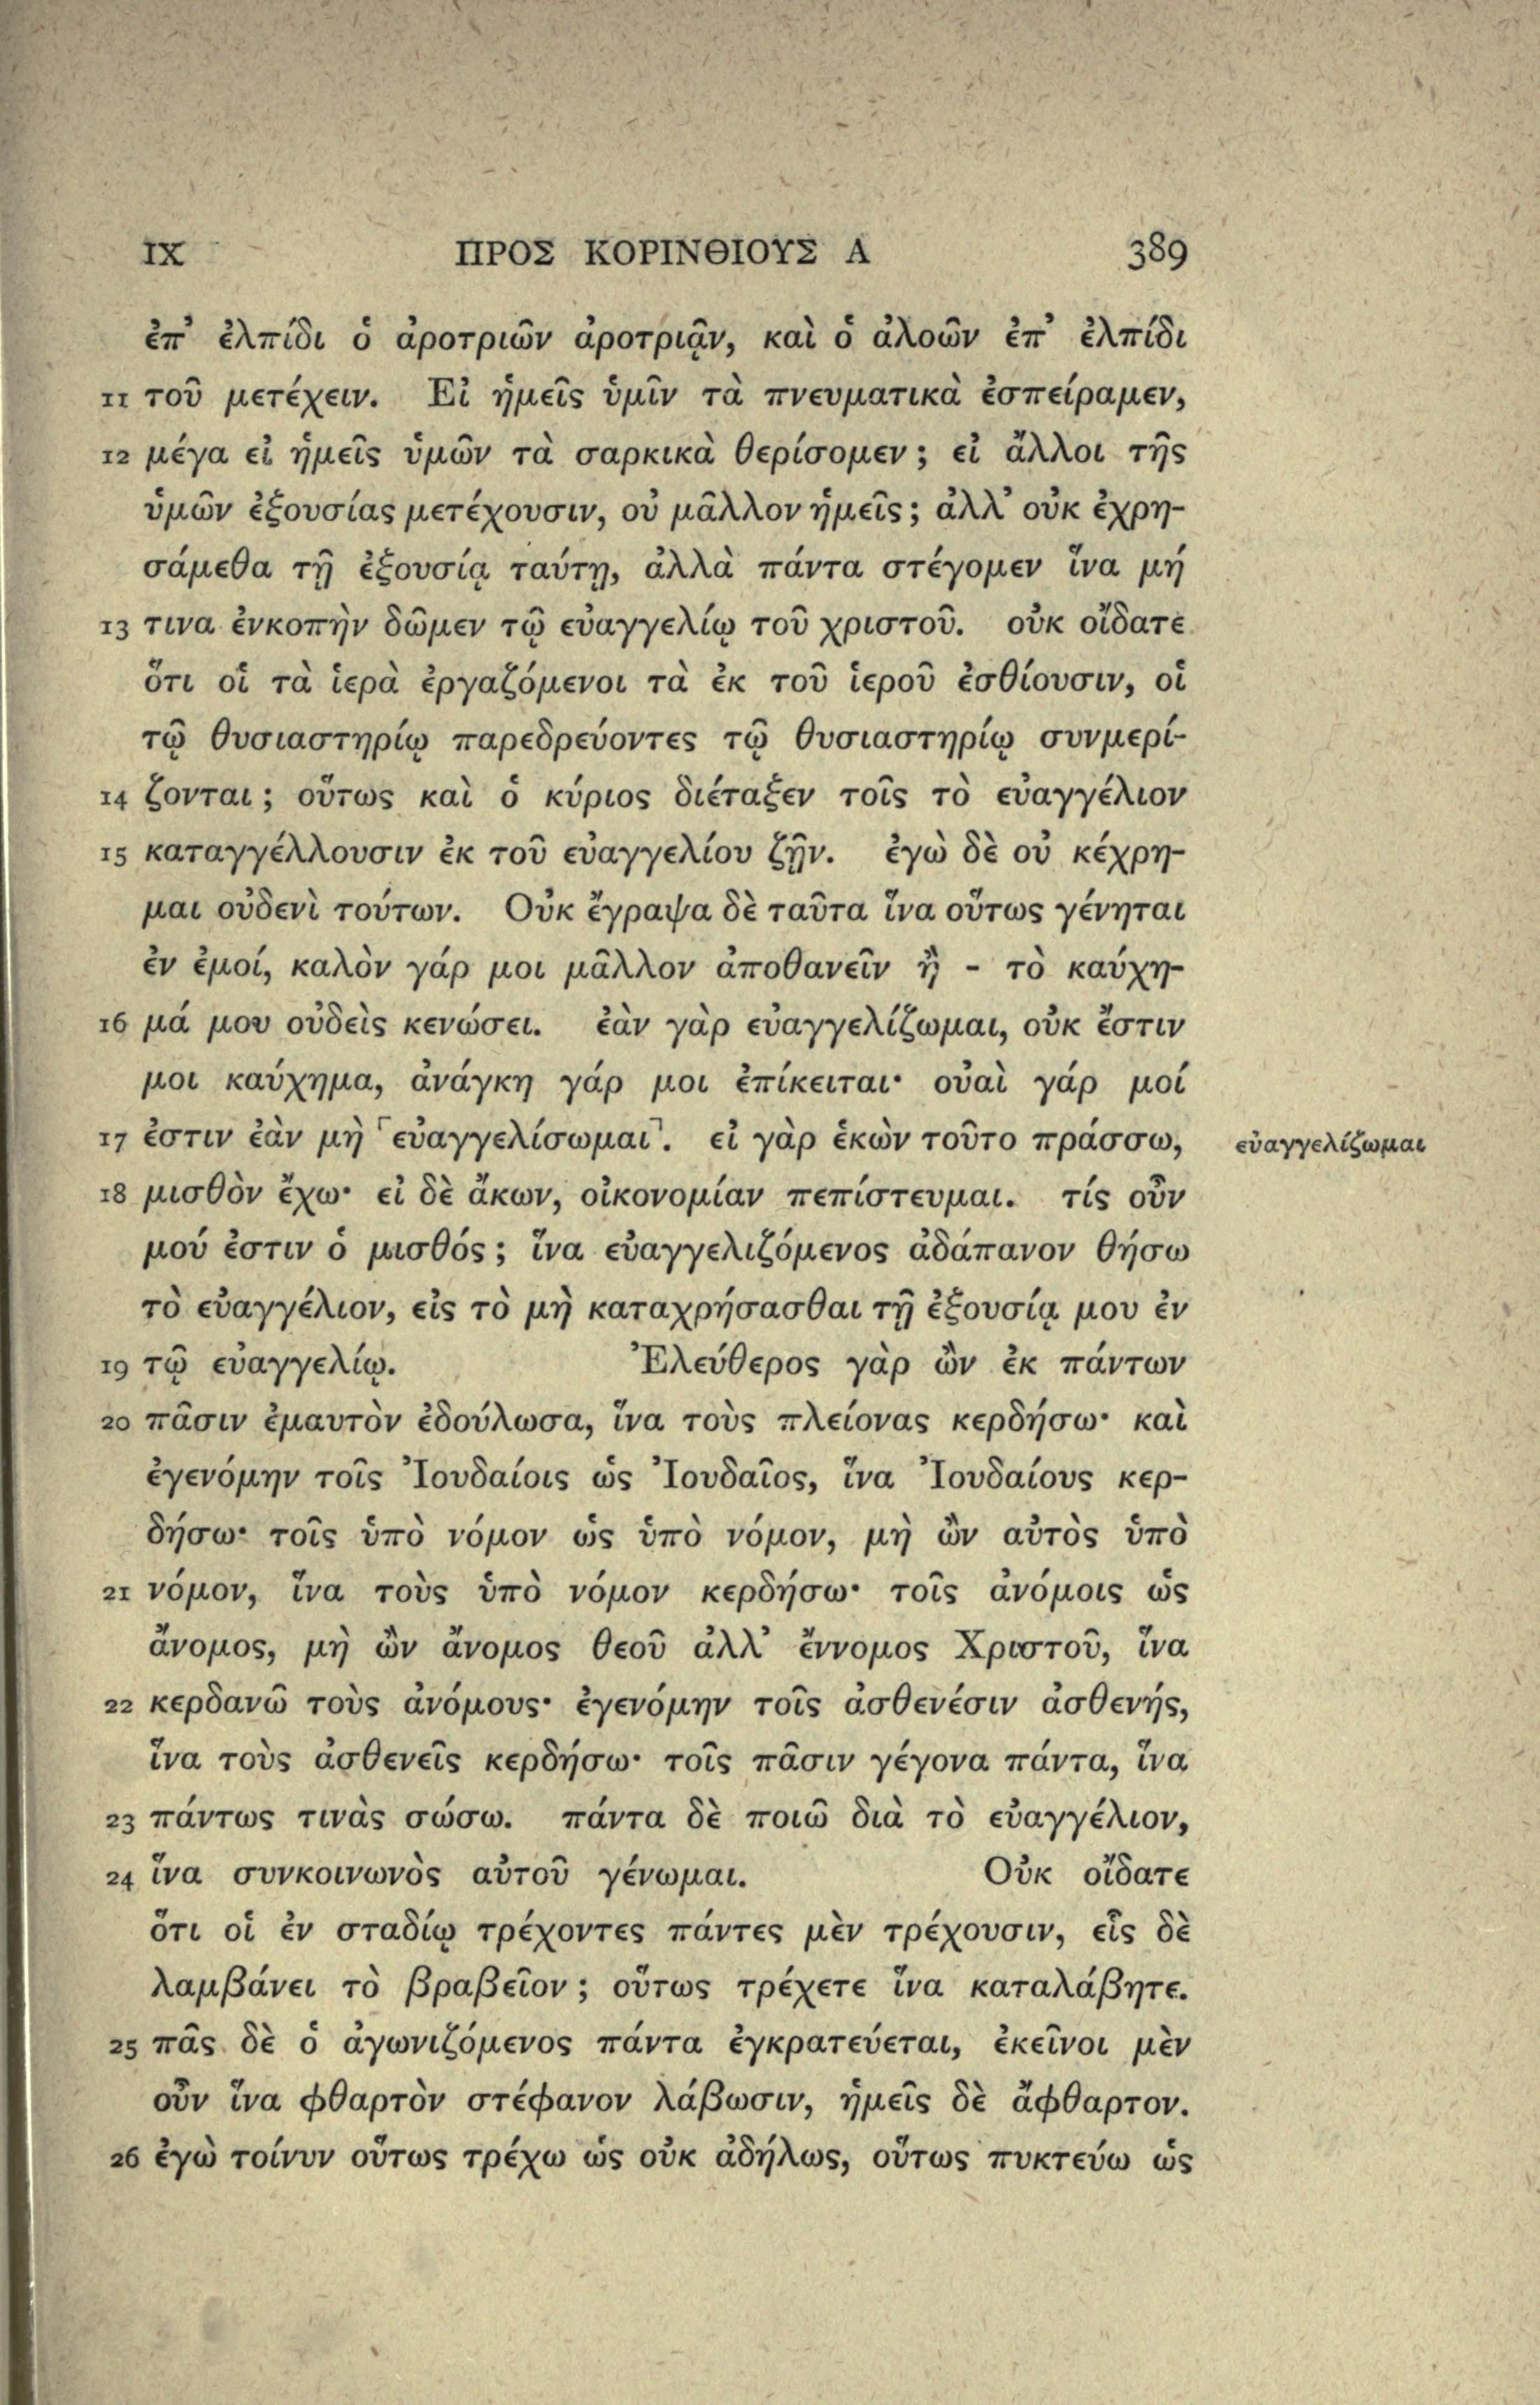 IX ΠΡΟΣ ΚΟΡΙΝΘΙΟΥΣ Α 389
ἐπ’ ἐλπίδι ὁ ἀροτριῶν ἀροτριᾷν, καὶ ὁ ἀλοῶν ἐπ’ ἐλπίδι
11 τοῦ μετέχειν. Εἰ ἡμεῖς ὑμῖν τὰ πνευματικὰ ἐσπείραμεν,
12 μέγα εἰ ἡμεῖς ὑμῶν τὰ σαρκικὰ θερίσομεν; εἰ ἄλλοι τῆς
ὑμῶν ἐξουσίας μετέχουσιν, οὐ μᾶλλον ἡμεῖς; ἀλλ’ οὐκ ἐχρη-
σάμεθα τῇ ἐξουσίᾳ ταύτῃ, ἀλλὰ πάντα στέγομεν ἵνα μή
13 τινα ἐνκοπὴν δῶμεν τῷ εὐαγγελίῳ τοῦ χριστοῦ. οὐκ οἴδατε
ὅτι οἱ τὰ ἱερὰ ἐργαζόμενοι τὰ ἐκ τοῦ ἱεροῦ ἐσθίουσιν, οἱ
τῷ θυσιαστηρίῳ παρεδρεύοντες τῷ θυσιαστηρίῳ συνμερί-
14 ζονται; οὕτως καὶ ὁ κύριος διέταξεν τοῖς τὸ εὐαγγέλιον
15 καταγγέλλουσιν ἐκ τοῦ εὐαγγελίου ζῇν. ἐγὼ δὲ οὐ κέχρη-
μαι οὐδενὶ τούτων. Οὐκ ἔγραψα δὲ ταῦτα ἵνα οὕτως γένηται
ἐν ἐμοί, καλὸν γάρ μοι μᾶλλον ἀποθανεῖν ἢ - τὸ καύχη-
16 μά μου οὐδεὶς κενώσει. ἐὰν γὰρ εὐαγγελίζωμαι, οὐκ ἔστιν
μοι καύχημα, ἀνάγκη γάρ μοι ἐπίκειται· οὐαὶ γάρ μοί
17 ἐστιν ἐὰν μὴ ⸀εὐαγγελίσωμαι⸃. εἰ γὰρ ἑκὼν τοῦτο πράσσω, εὐαγγελίζωμαι
18 μισθὸν ἔχω· εἰ δὲ ἄκων, οἰκονομίαν πεπίστευμαι. τίς οὖν
μού ἐστιν ὁ μισθός; ἵνα εὐαγγελιζόμενος ἀδάπανον θήσω
τὸ εὐαγγέλιον, εἰς τὸ μὴ καταχρήσασθαι τῇ ἐξουσίᾳ μου ἐν
19 τῷ εὐαγγελίῳ. Ἐλεύθερος γὰρ ὢν ἐκ πάντων
20 πᾶσιν ἐμαυτὸν ἐδούλωσα, ἵνα τοὺς πλείονας κερδήσω· καὶ
ἐγενόμην τοῖς Ἰουδαίοις ὡς Ἰουδαῖος, ἵνα Ἰουδαίους κερ-
δήσω· τοῖς ὑπὸ νόμον ὡς ὑπὸ νόμον, μὴ ὢν αὐτὸς ὑπὸ
21 νόμον, ἵνα τοὺς ὑπὸ νόμον κερδήσω· τοῖς ἀνόμοις ὡς
ἄνομος, μὴ ὢν ἄνομος θεοῦ ἀλλ’ ἔννομος Χριστοῦ, ἵνα
22 κερδανῶ τοὺς ἀνόμους· ἐγενόμην τοῖς ἀσθενέσιν ἀσθενής,
ἵνα τοὺς ἀσθενεῖς κερδήσω· τοῖς πᾶσιν γέγονα πάντα, ἵνα
23 πάντως τινὰς σώσω. πάντα δὲ ποιῶ διὰ τὸ εὐαγγέλιον,
24 ἵνα συνκοινωνὸς αὐτοῦ γένωμαι. Οὐκ οἴδατε
ὅτι οἱ ἐν σταδίῳ τρέχοντες πάντες μὲν τρέχουσιν, εἷς δὲ
λαμβάνει τὸ βραβεῖον; οὕτως τρέχετε ἵνα καταλάβητε.
25 πᾶς δὲ ὁ ἀγωνιζόμενος πάντα ἐγκρατεύεται, ἐκεῖνοι μὲν
οὖν ἵνα φθαρτὸν στέφανον λάβωσιν, ἡμεῖς δὲ ἄφθαρτον.
26 ἐγὼ τοίνυν οὕτως τρέχω ὡς οὐκ ἀδήλως, οὕτως πυκτεύω ὡς